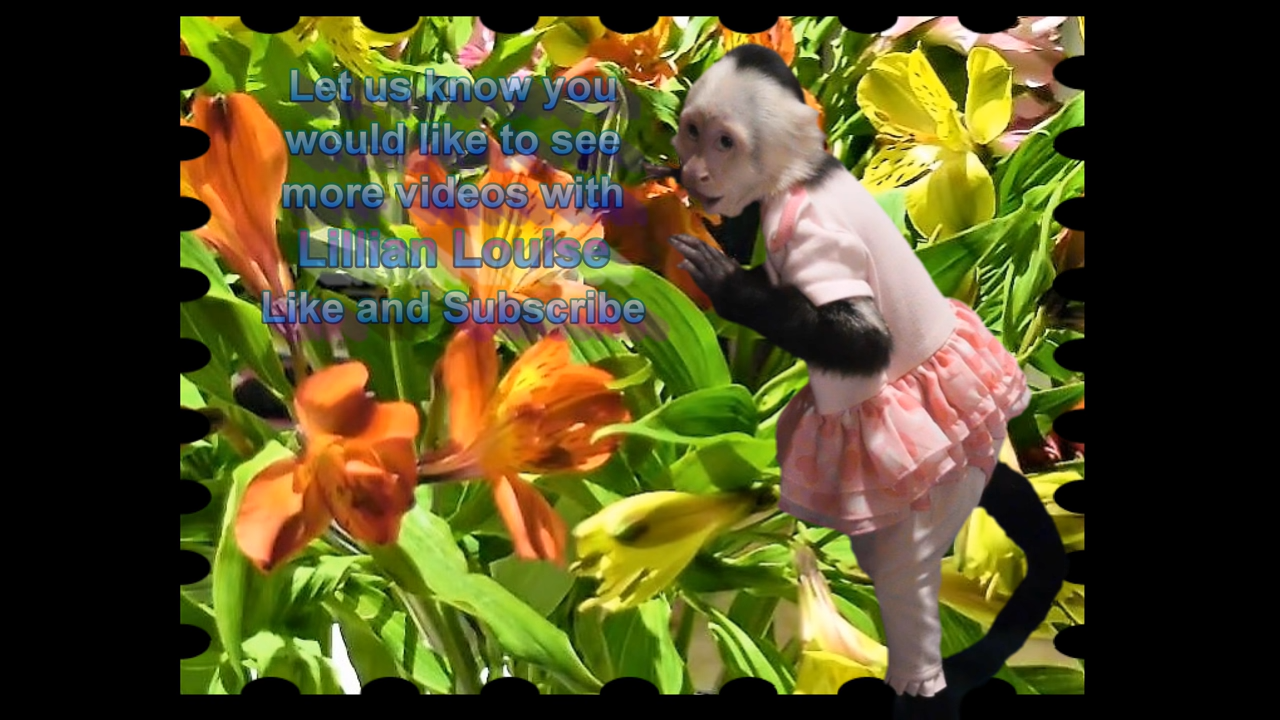 Let us know you
would like to see
more videos with
Lillian Louise
Like and Subscribe